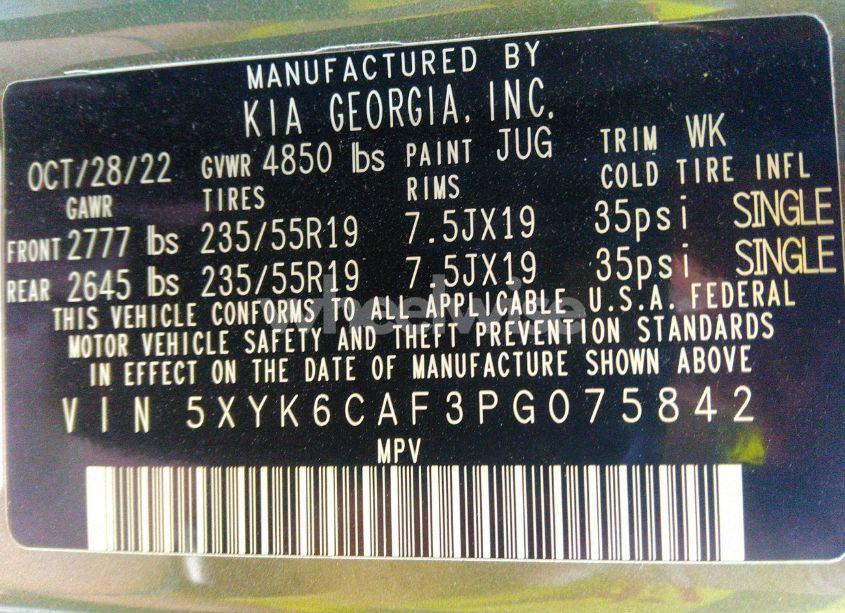 MANUFACTURED BY
KIA GEORGIA, INC.
OCT/28/22 GVWR 4850 lbs PAINT JUG TRIM WK
GAWR TIRES RIMS COLD TIRE INFL
FRONT 2777 lbs 235/55R19 7.5JX19 35psi SINGLE
REAR 2645 lbs 235/55R19 7.5JX19 35psi SINGLE
THIS VEHICLE CONFORMS TO ALL APPLICABLE U.S.A. FEDERAL
MOTOR VEHICLE SAFETY AND THEFT PREVENTION STANDARDS
IN EFFECT ON THE DATE OF MANUFACTURE SHOWN ABOVE
VIN 5XYK6CAF3PG075842
MPV
wheelwise